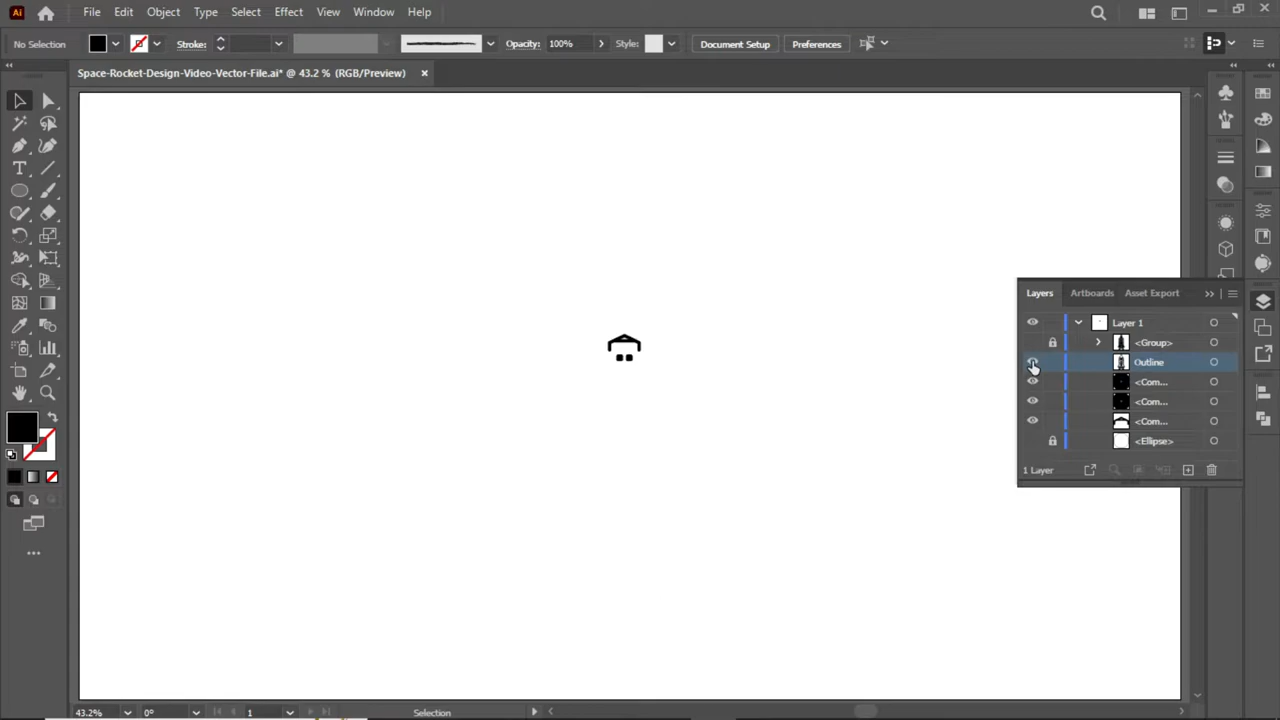 Ai File Edit Object Type Select Effect View Window Help
No Selection Stroke: Opacity: 100% Style: Document Setup Preferences
Space-Rocket-Design-Video-Vector-File.ai* @ 43.2 % (RGB/Preview)
Layers Artboards Asset Export
Layer 1
<Group>
Outline
<Com...
<Com...
<Com...
<Ellipse>
1 Layer
43.2% 0° 1 Selection